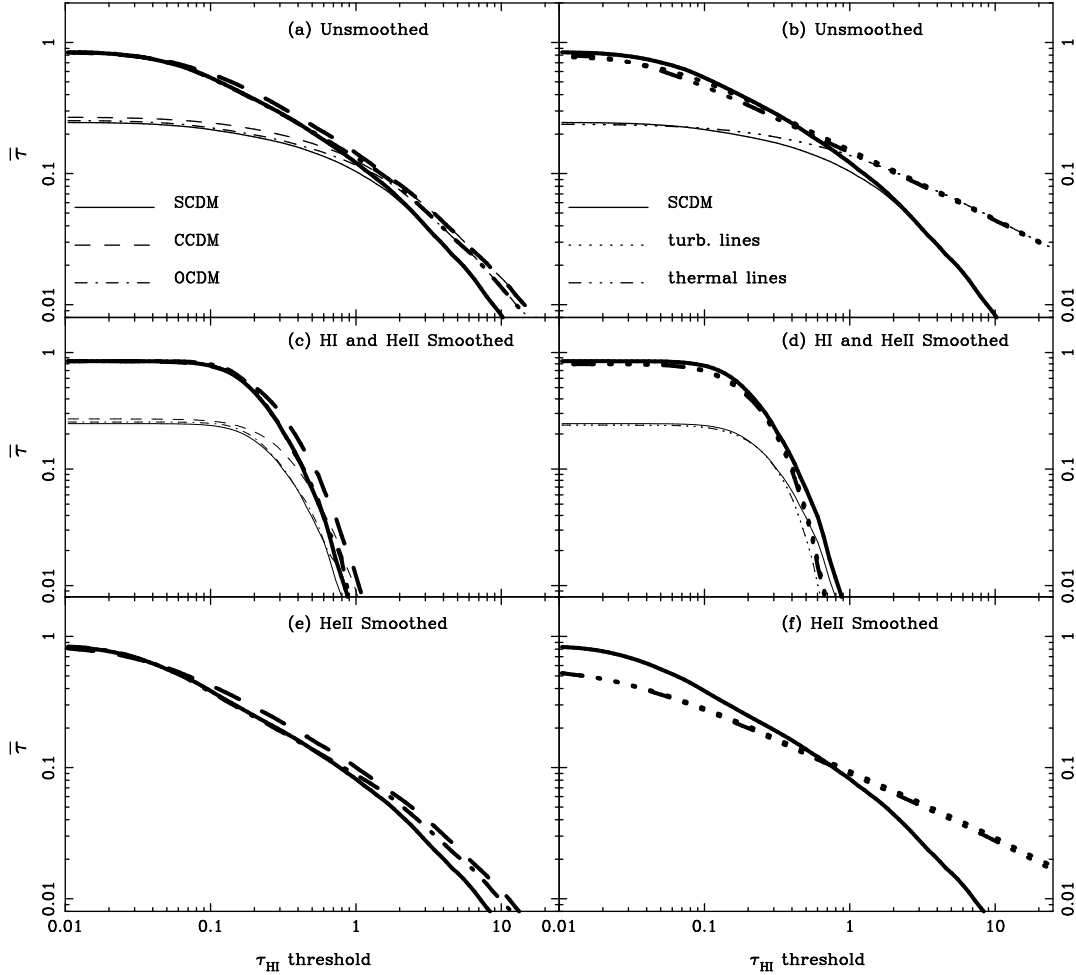 (a) Unsmoothed
(b) Unsmoothed
1
1
τ̄
0.1
0.1
SCDM
CCDM
OCDM
SCDM
turb. lines
thermal lines
0.01
0.01
(c) HI and HeII Smoothed
(d) HI and HeII Smoothed
1
1
τ̄
0.1
0.1
0.01
0.01
(e) HeII Smoothed
(f) HeII Smoothed
1
1
τ̄
0.1
0.1
0.01
0.01
0.01 0.1 1 10 0.01 0.1 1 10
τHI threshold
τHI threshold